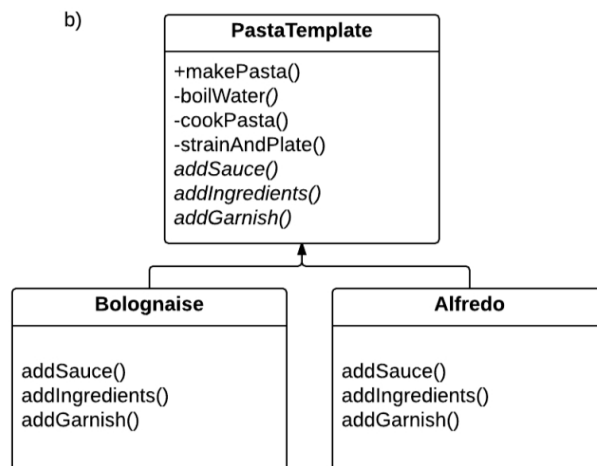 b)
PastaTemplate
+makePasta()
-boilWater()
-cookPasta()
-strainAndPlate()
addSauce()
addIngredients()
addGarnish()
Bolognaise
addSauce()
addIngredients()
addGarnish()
Alfredo
addSauce()
addIngredients()
addGarnish()